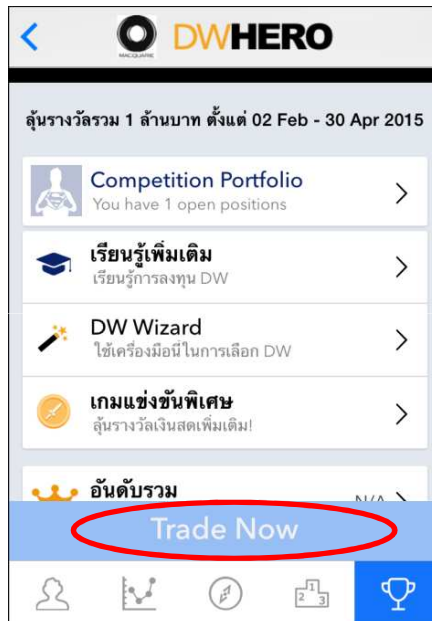 MACQUARIE
DWHERO
ลุ้นรางวัลรวม 1 ล้านบาท ตั้งแต่ 02 Feb - 30 Apr 2015
Competition Portfolio
You have 1 open positions
เรียนรู้เพิ่มเติม
เรียนรู้การลงทุน DW
DW Wizard
ใช้เครื่องมือนี้ในการเลือก DW
เกมแข่งขันพิเศษ
ลุ้นรางวัลเงินสดเพิ่มเติม!
อันดับรวม
N/A
Trade Now
2 1 3